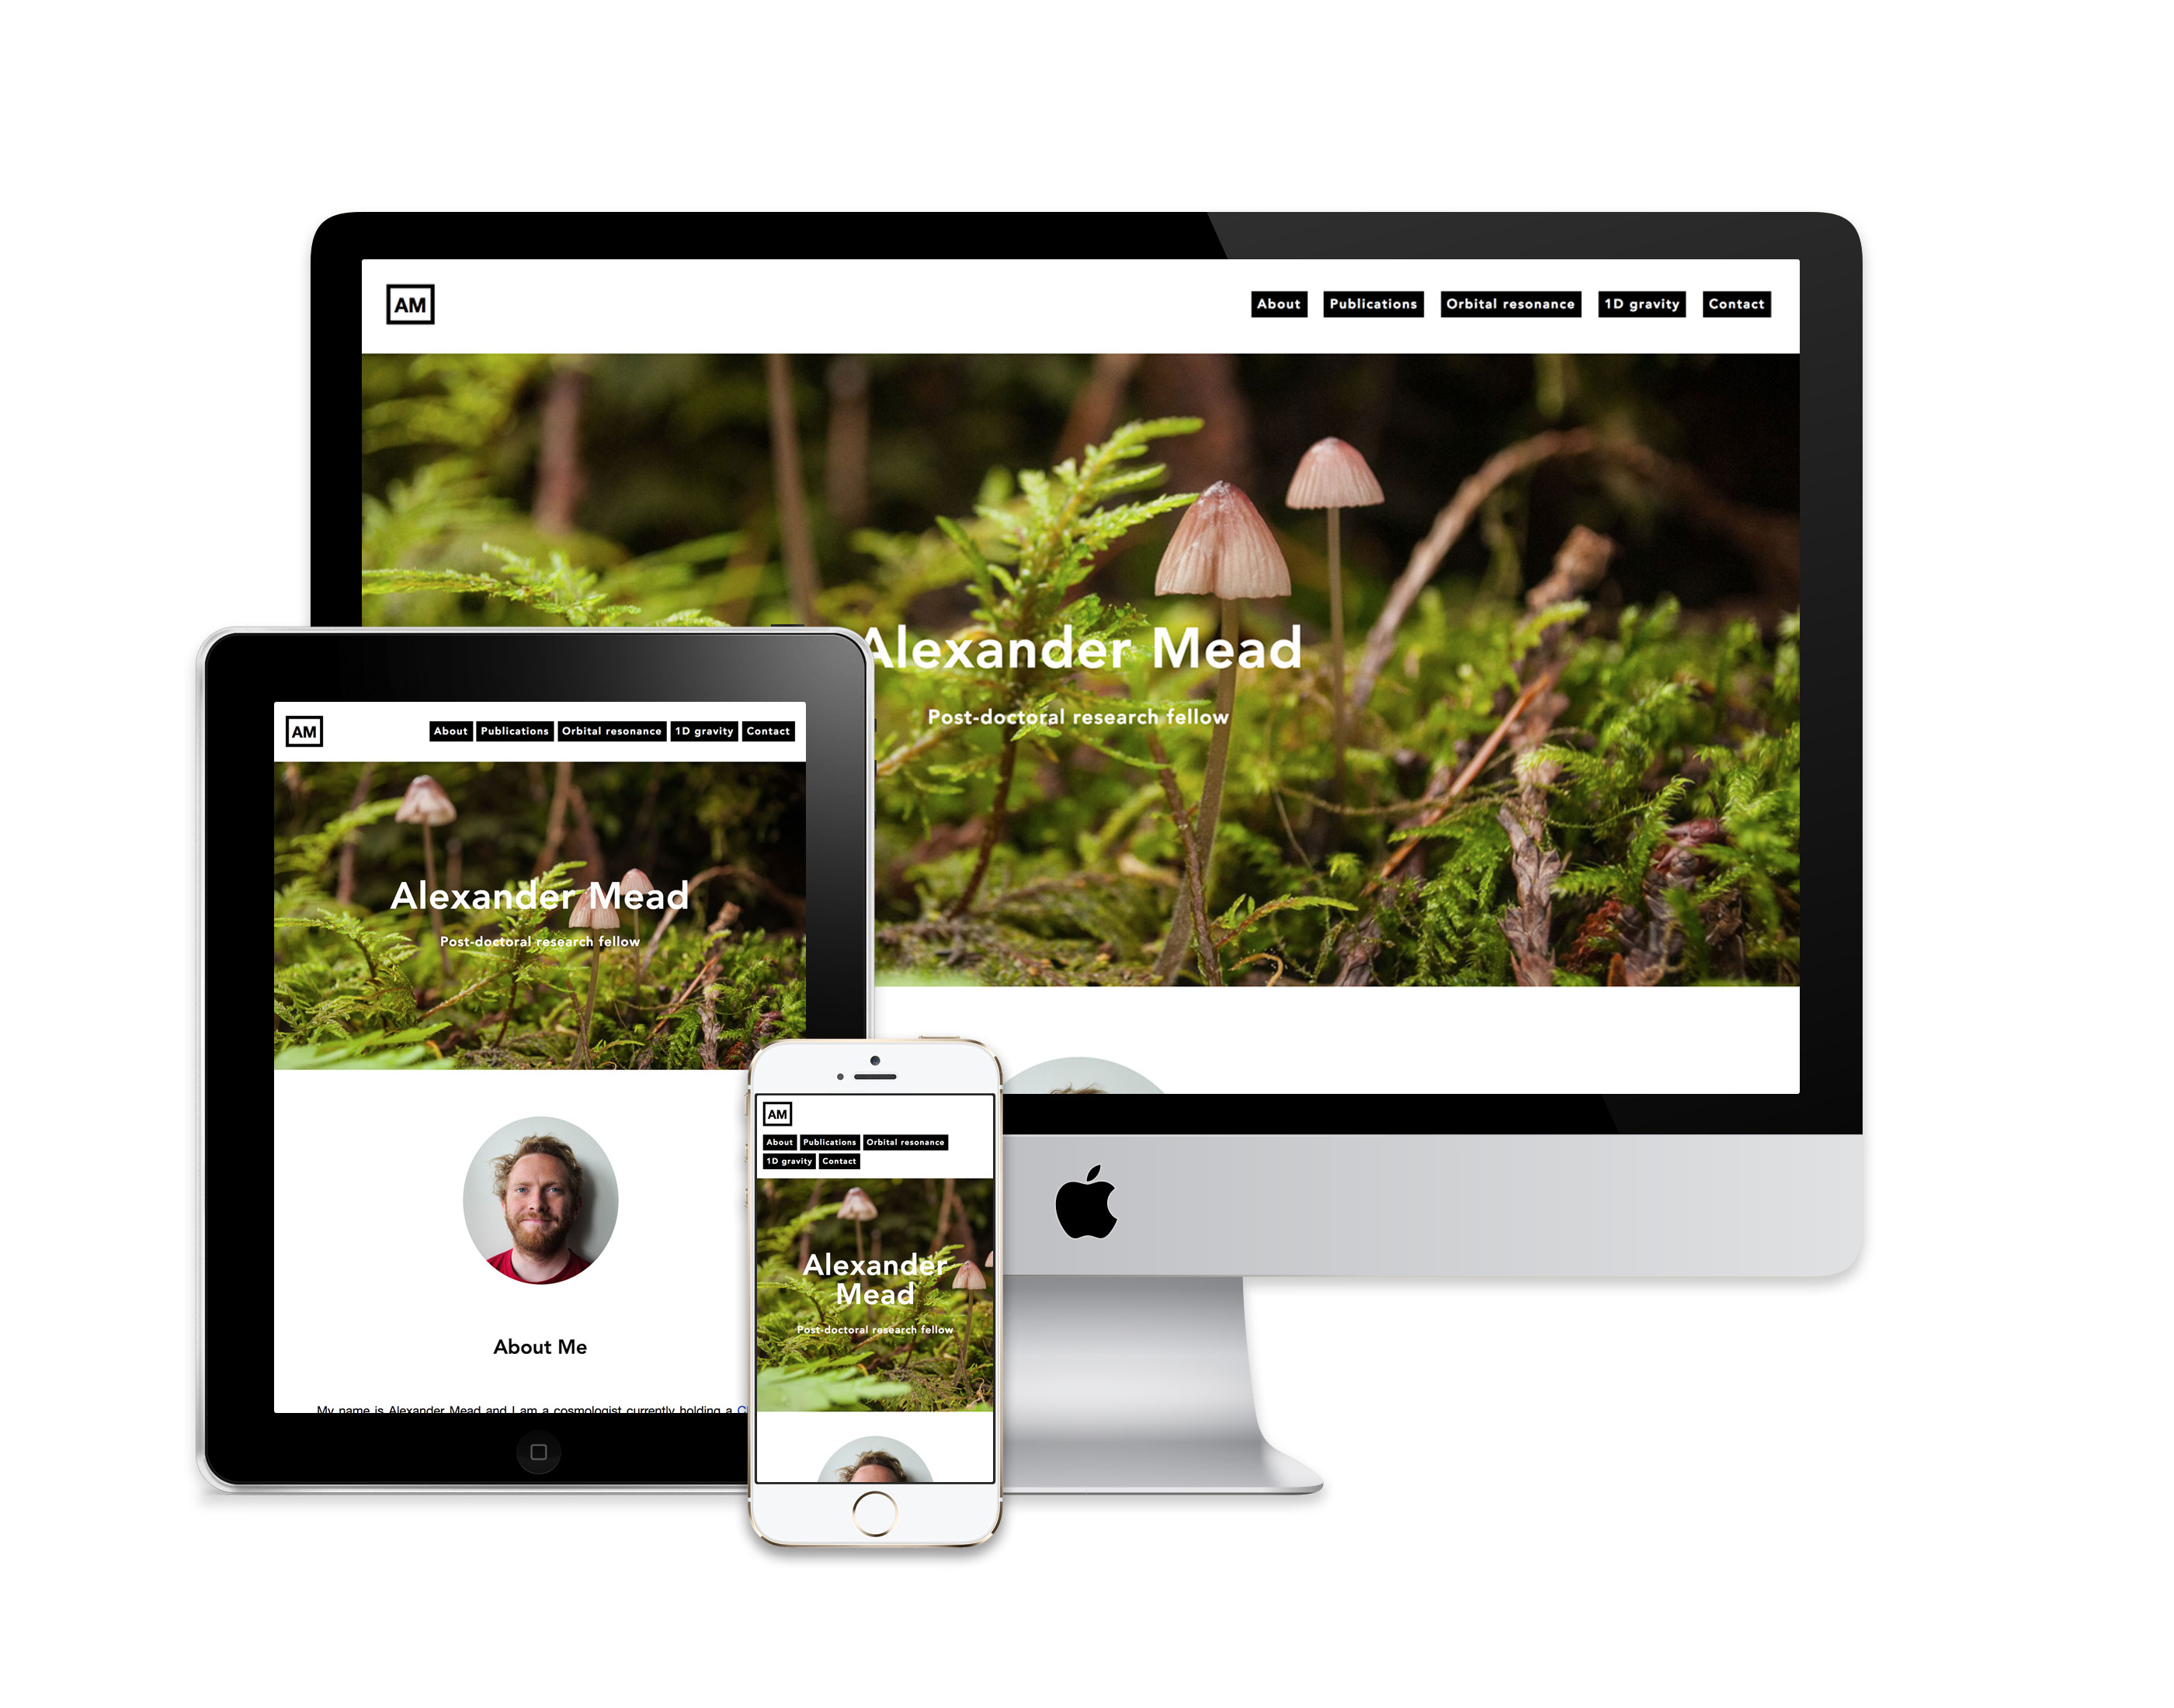 AM
About Publications Orbital resonance 1D gravity Contact
Alexander Mead
Post-doctoral research fellow
AM
About Publications Orbital resonance 1D gravity Contact
Alexander Mead
Post-doctoral research fellow
About Me
My name is Alexander Mead and I am a cosmologist currently holding a
AM
About Publications Orbital resonance
1D gravity Contact
Alexander
Mead
Post-doctoral research fellow